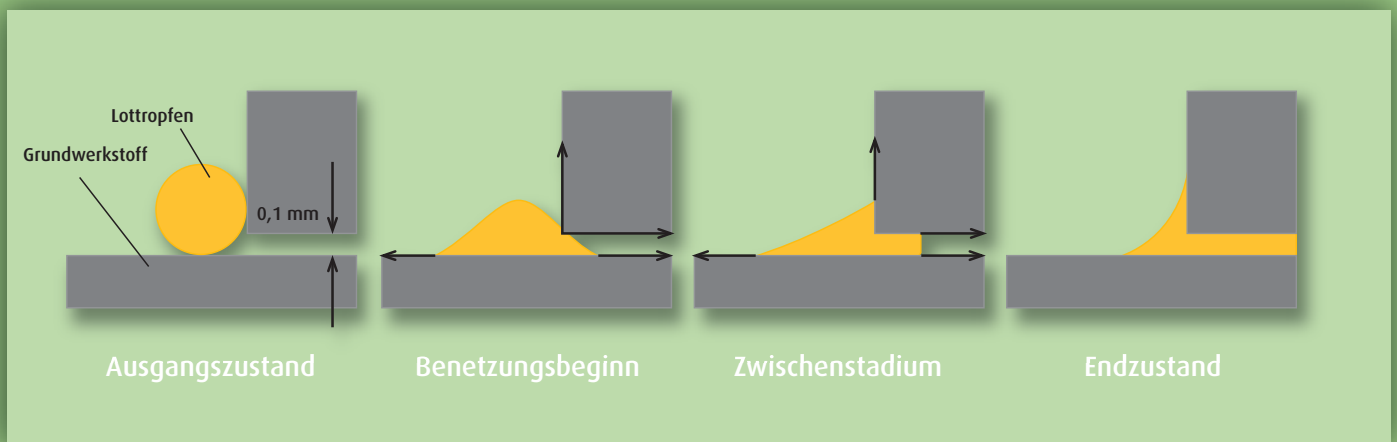 Lottropfen
Grundwerkstoff
0,1 mm
Ausgangszustand
Benetzungsbeginn
Zwischenstadium
Endzustand